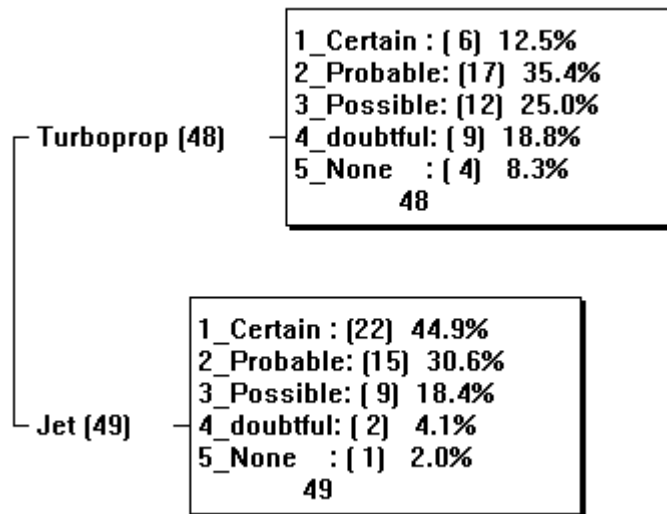 1_Certain : ( 6) 12.5%
2_Probable: (17) 35.4%
3_Possible: (12) 25.0%
Turboprop (48)
4_doubtful: ( 9) 18.8%
5_None : ( 4) 8.3%
48
1_Certain : (22) 44.9%
2_Probable: (15) 30.6%
3_Possible: ( 9) 18.4%
Jet (49)
4_doubtful: ( 2) 4.1%
5_None : ( 1) 2.0%
49